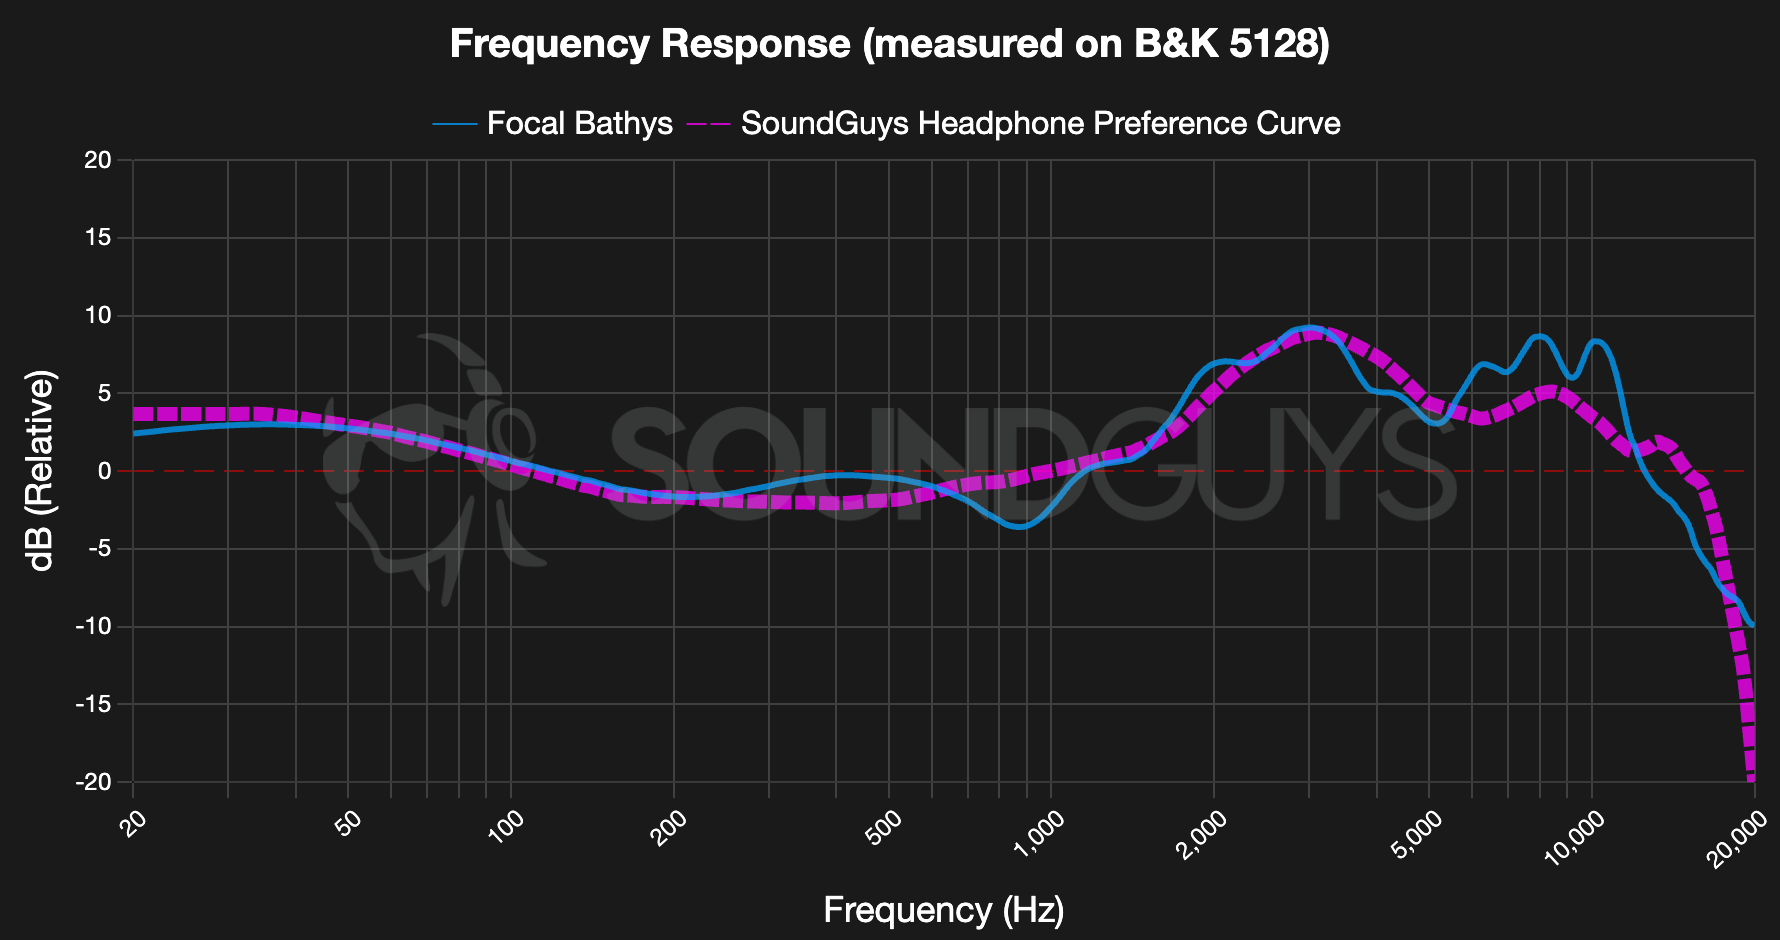 Frequency Response (measured on B&K 5128)
Focal Bathys SoundGuys Headphone Preference Curve
20
15
10
5
0
-5
-10
-15
-20
dB (Relative)
SOUNDGUYS
20 50 100 200 500 1,000 2,000 5,000 10,000 20,000
Frequency (Hz)